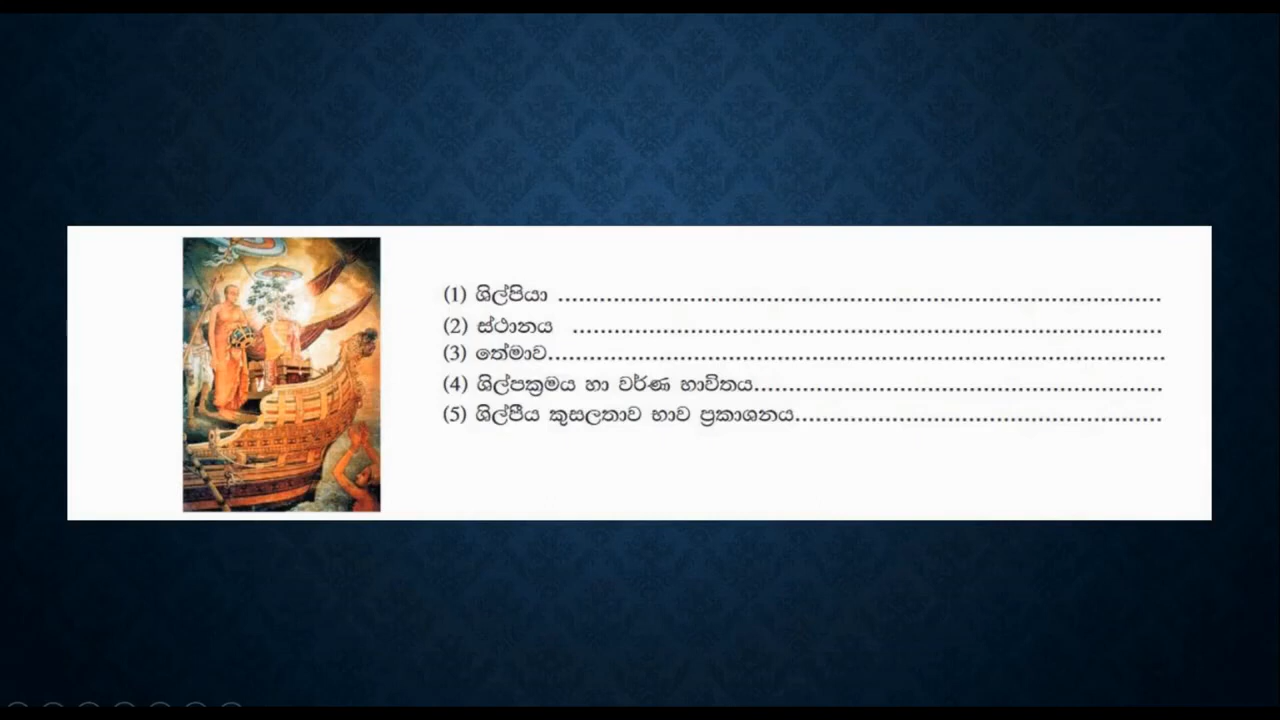 (1) ශිල්පියා ........................................................................................
(2) ස්ථානය ........................................................................................
(3) තේමාව........................................................................................
(4) ශිල්පක්‍රමය හා වර්ණ භාවිතය............................................................
(5) ශිල්පීය කුසලතාව භාව ප්‍රකාශනය......................................................